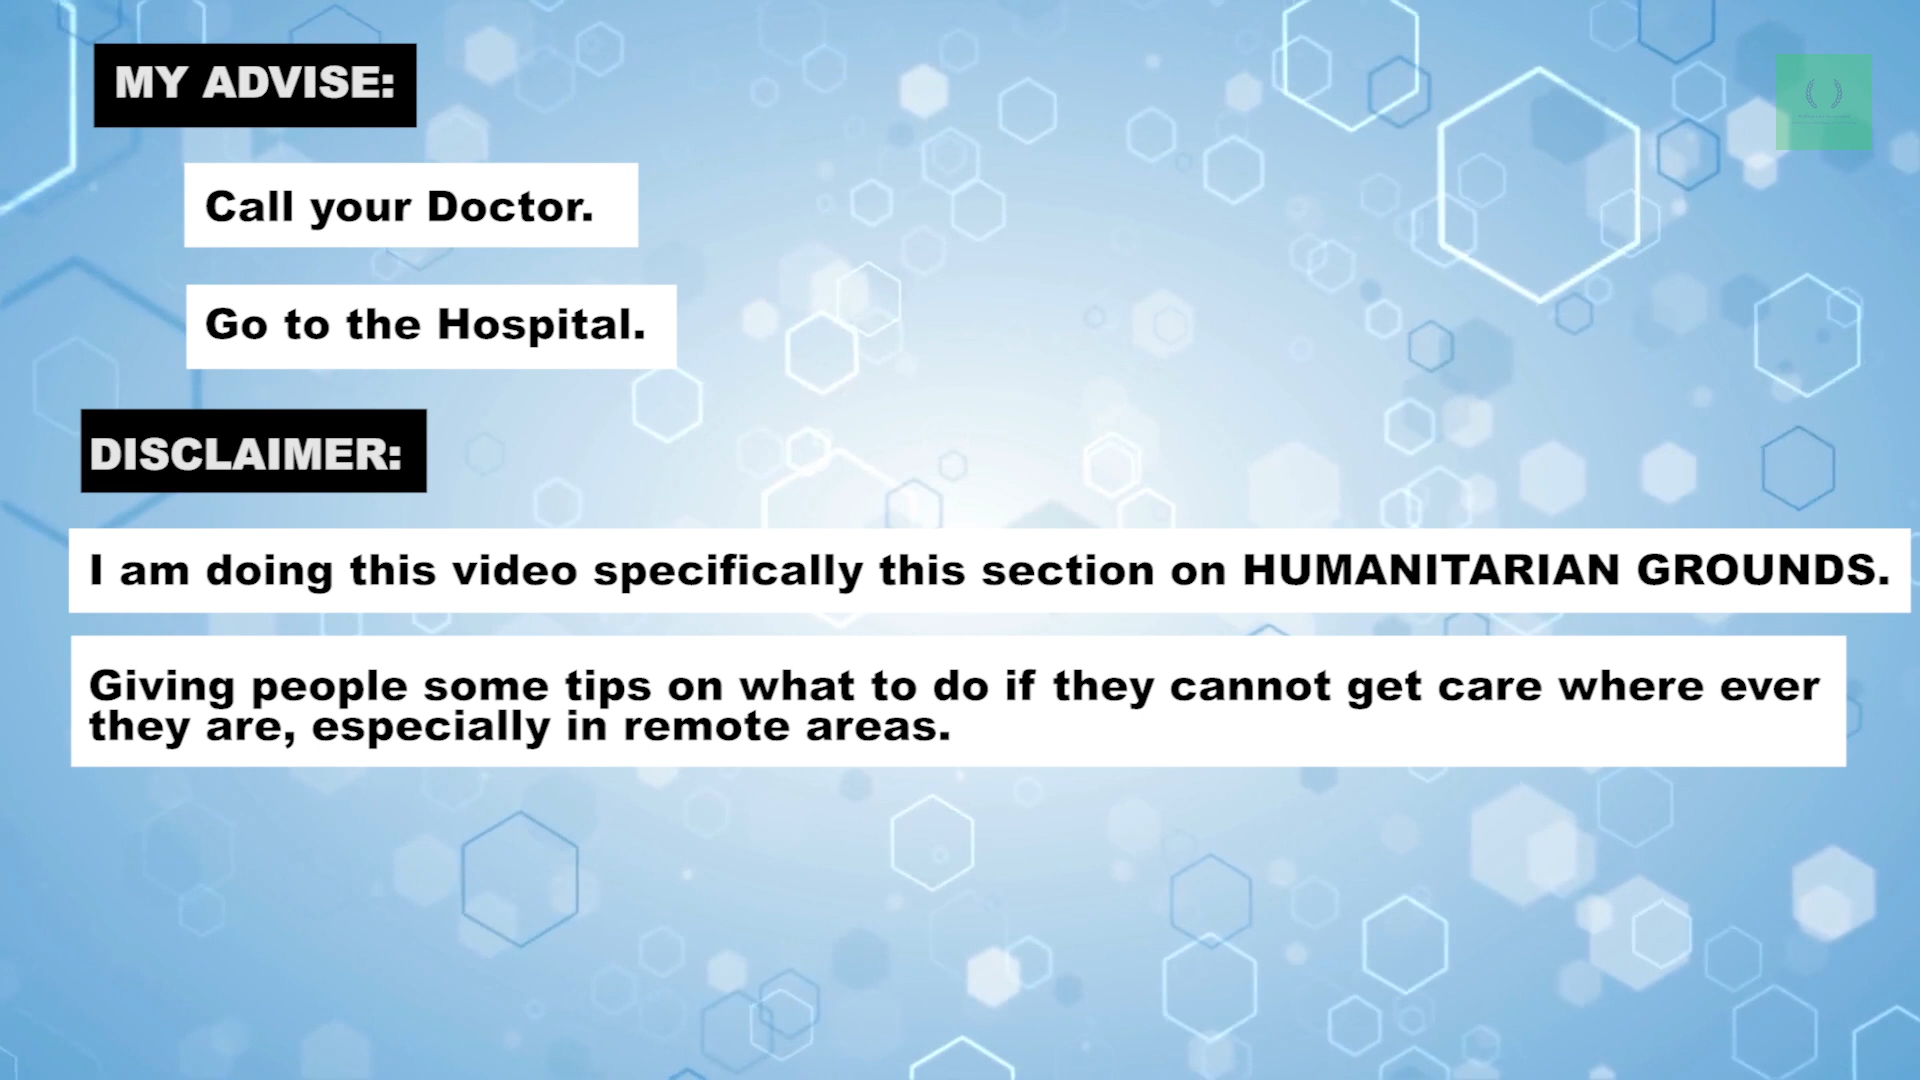 MY ADVISE:
Call your Doctor.
Go to the Hospital.
DISCLAIMER:
I am doing this video specifically this section on HUMANITARIAN GROUNDS.
Giving people some tips on what to do if they cannot get care where ever
they are, especially in remote areas.